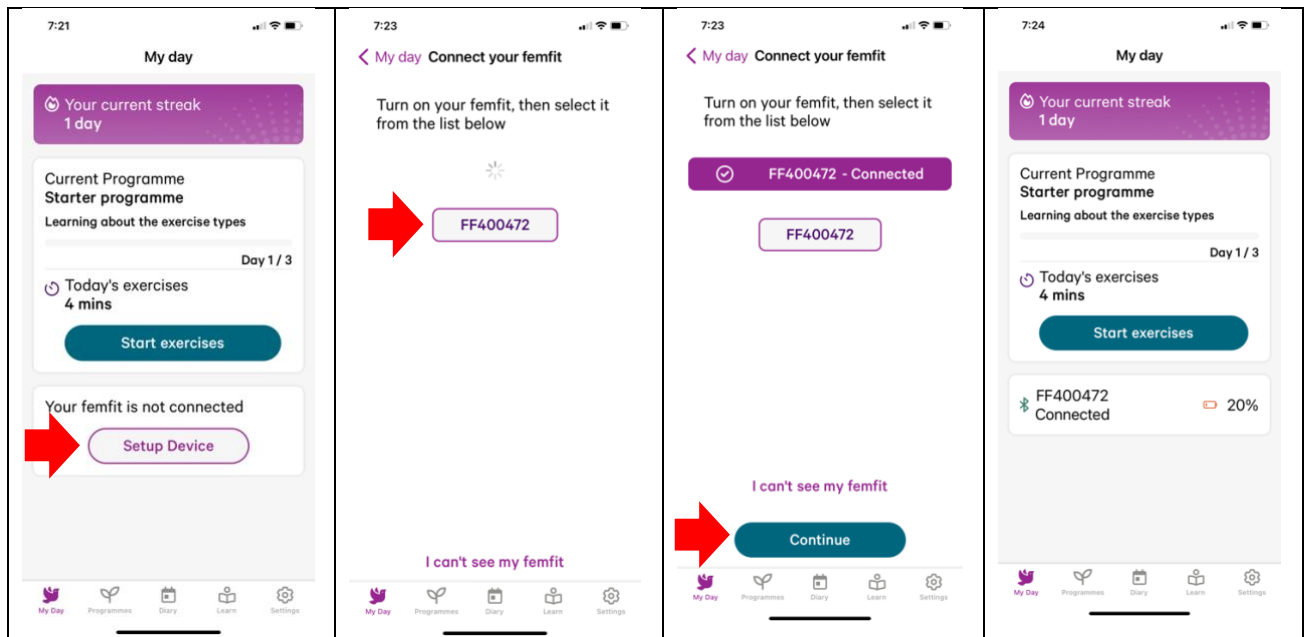 7:21
My day
Your current streak
1 day
Current Programme
Starter programme
Learning about the exercise types
Day 1 / 3
Today's exercises
4 mins
Start exercises
Your femfit is not connected
Setup Device
My Day Programmes Diary Learn Settings
7:23
My day Connect your femfit
Turn on your femfit, then select it
from the list below
FF400472
I can't see my femfit
My Day Programmes Diary Learn Settings
7:23
My day Connect your femfit
Turn on your femfit, then select it
from the list below
FF400472 - Connected
FF400472
I can't see my femfit
Continue
My Day Programmes Diary Learn Settings
7:24
My day
Your current streak
1 day
Current Programme
Starter programme
Learning about the exercise types
Day 1 / 3
Today's exercises
4 mins
Start exercises
FF400472
Connected
20%
My Day Programmes Diary Learn Settings